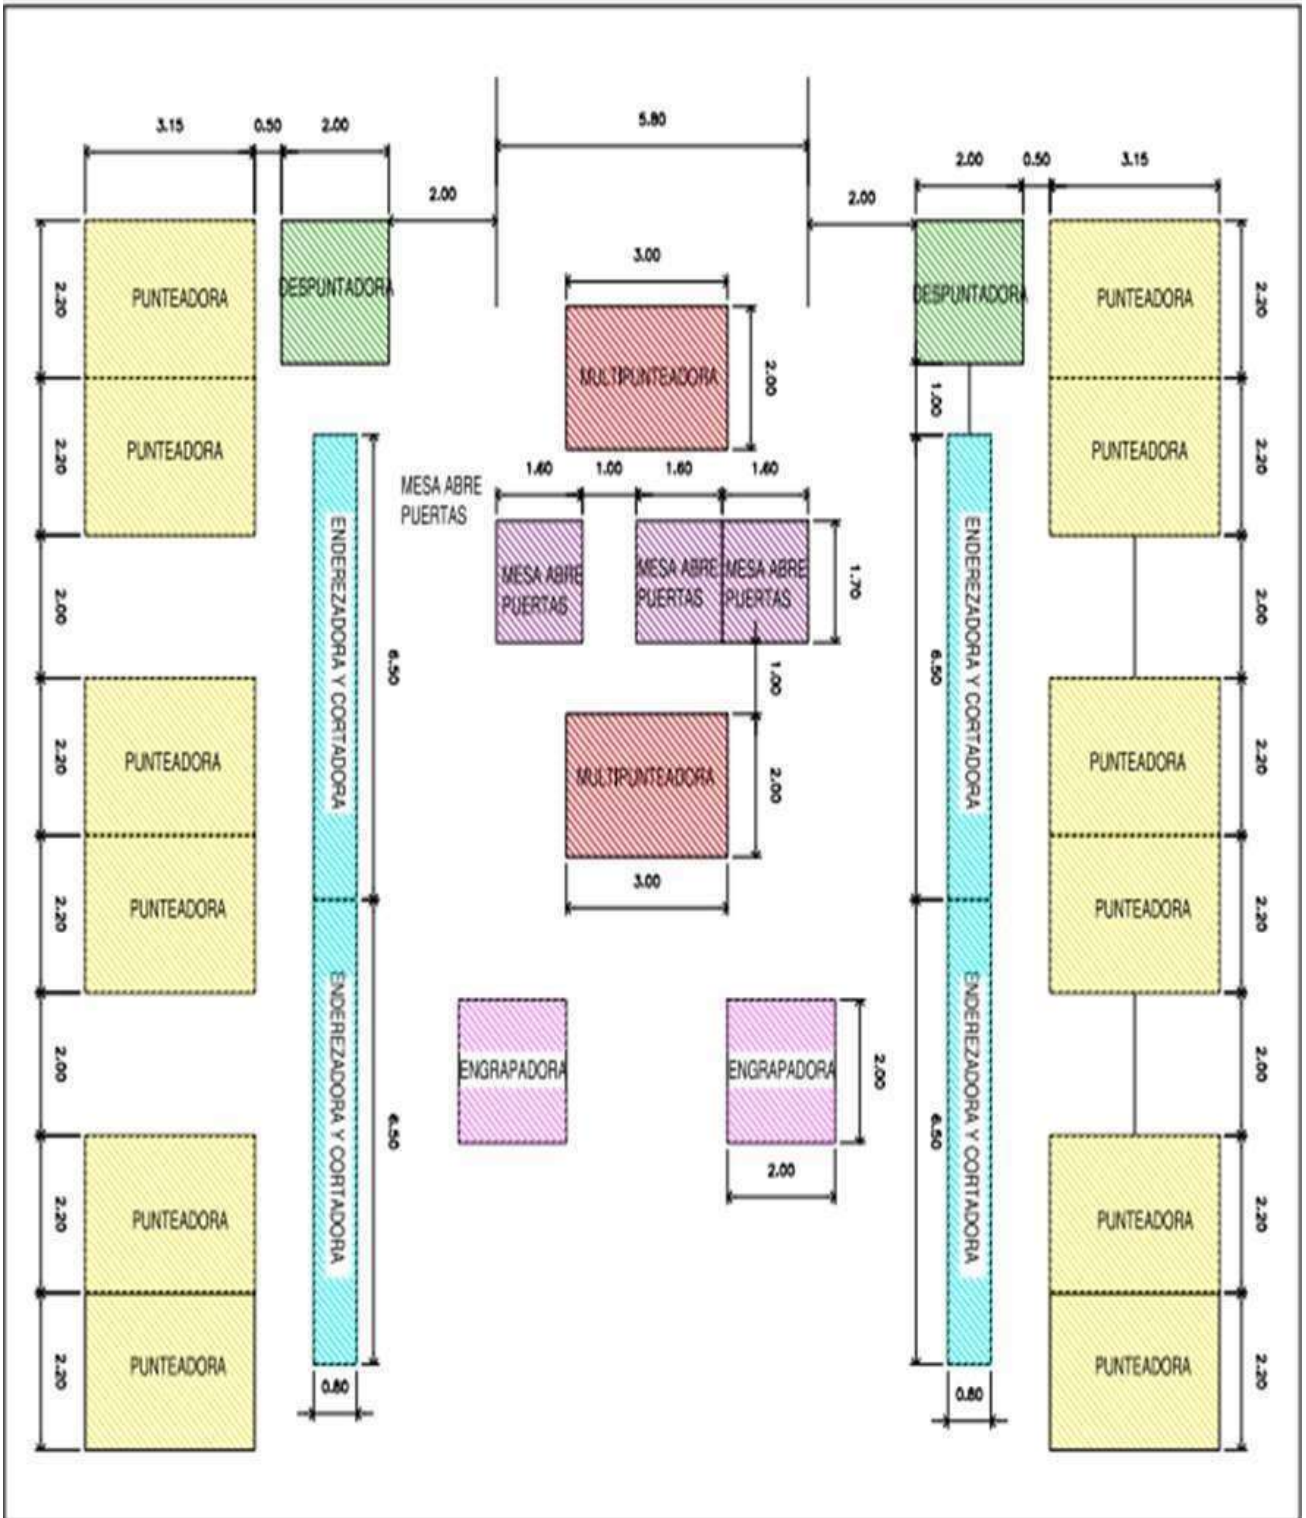 5.80
3.15 0.50 2.00
2.00 0.50 3.15
2.00
2.00
3.00
PUNTEADORA
DESPUNTADORA
DESPUNTADORA
PUNTEADORA
2.20
2.20
MULTIPUNTEADORA
2.00
1.00
PUNTEADORA
PUNTEADORA
2.20
2.20
1.60 1.00 1.60 1.60
MESA ABRE
PUERTAS
MESA ABRE
PUERTAS
MESA ABRE
PUERTAS
MESA ABRE
PUERTAS
1.70
2.00
2.00
ENDEREZADORA Y CORTADORA
6.50
1.00
6.50
ENDEREZADORA Y CORTADORA
PUNTEADORA
MULTIPUNTEADORA
2.00
PUNTEADORA
2.20
2.20
3.00
PUNTEADORA
PUNTEADORA
2.20
2.20
2.00
2.00
ENGRAPADORA
ENGRAPADORA
2.00
2.00
ENDEREZADORA Y CORTADORA
6.50
6.50
ENDEREZADORA Y CORTADORA
PUNTEADORA
PUNTEADORA
2.20
2.20
PUNTEADORA
PUNTEADORA
2.20
2.20
0.80
0.80